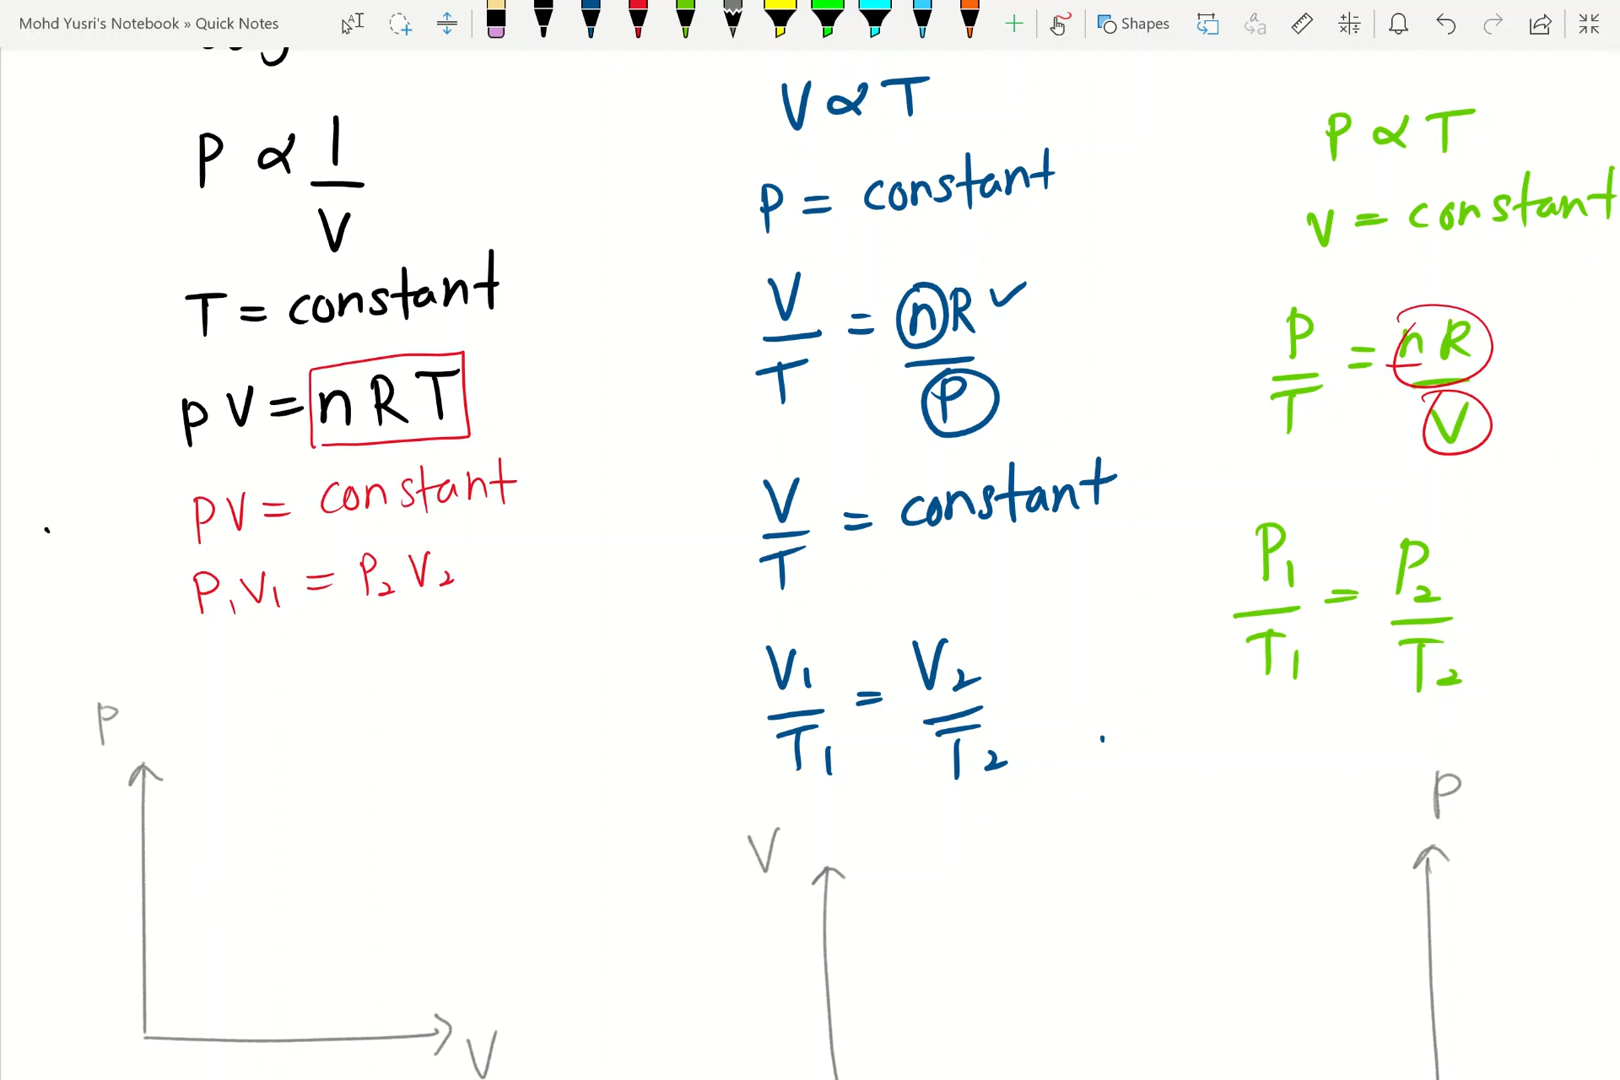 Mohd Yusri's Notebook » Quick Notes
Shapes
P ∝ 1/V
T = constant
PV = nRT
PV = constant
P₁V₁ = P₂V₂
P
V
V ∝ T
P = constant
V/T = nR/P ✓
V/T = constant
V₁/T₁ = V₂/T₂
V
P ∝ T
V = constant
P/T = nR/V
P₁/T₁ = P₂/T₂
P